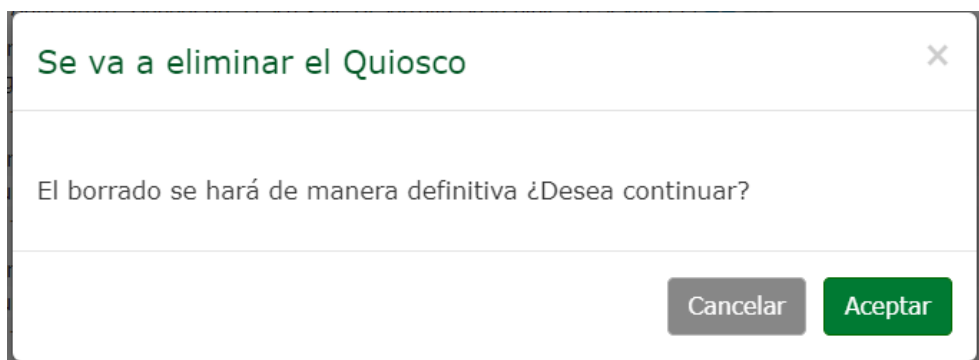 Se va a eliminar el Quiosco ×
El borrado se hará de manera definitiva ¿Desea continuar?
Cancelar Aceptar